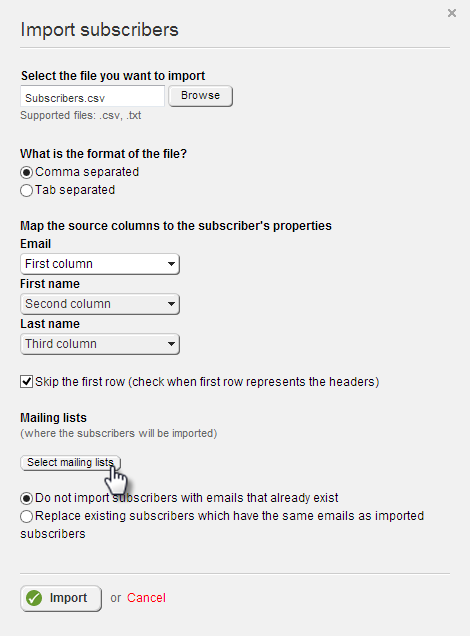 Import subscribers
Select the file you want to import
Subscribers.csv
Browse
Supported files: .csv, .txt
What is the format of the file?
Comma separated
Tab separated
Map the source columns to the subscriber's properties
Email
First column
First name
Second column
Last name
Third column
Skip the first row (check when first row represents the headers)
Mailing lists
(where the subscribers will be imported)
Select mailing lists
Do not import subscribers with emails that already exist
Replace existing subscribers which have the same emails as imported
subscribers
Import or Cancel